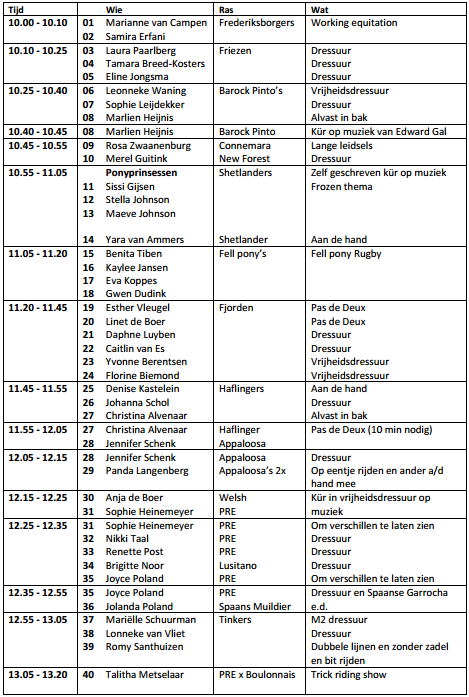 Tijd Wie Ras Wat
10.00 - 10.10 01 Marianne van Campen Frederiksborgers Working equitation
02 Samira Erfani
10.10 - 10.25 03 Laura Paarlberg Friezen Dressuur
04 Tamara Breed-Kosters Dressuur
05 Eline Jongsma Dressuur
10.25 - 10.40 06 Leonneke Waning Barock Pinto's Vrijheidsdressuur
07 Sophie Leijdekker Dressuur
08 Marlien Heijnis Alvast in bak
10.40 - 10.45 08 Marlien Heijnis Barock Pinto Kür op muziek van Edward Gal
10.45 - 10.55 09 Rosa Zwaanenburg Connemara Lange leidsels
10 Merel Guitink New Forest Dressuur
10.55 - 11.05 Ponyprinsessen Shetlanders Zelf geschreven kür op muziek
11 Sissi Gijsen Frozen thema
12 Stella Johnson
13 Maeve Johnson
14 Yara van Ammers Shetlander Aan de hand
11.05 - 11.20 15 Benita Tiben Fell pony's Fell pony Rugby
16 Kaylee Jansen
17 Eva Koppes
18 Gwen Dudink
11.20 - 11.45 19 Esther Vleugel Fjorden Pas de Deux
20 Linet de Boer Pas de Deux
21 Daphne Luyben Dressuur
22 Caitlin van Es Dressuur
23 Yvonne Berentsen Vrijheidsdressuur
24 Florine Biemond Vrijheidsdressuur
11.45 - 11.55 25 Denise Kastelein Haflingers Aan de hand
26 Johanna Schol Dressuur
27 Christina Alvenaar Alvast in bak
11.55 - 12.05 27 Christina Alvenaar Haflinger Pas de Deux (10 min nodig)
28 Jennifer Schenk Appaloosa
12.05 - 12.15 28 Jennifer Schenk Appaloosa Dressuur
29 Panda Langenberg Appaloosa's 2x Op eentje rijden en ander a/d
hand mee
12.15 - 12.25 30 Anja de Boer Welsh Kür in vrijheidsdressuur op
31 Sophie Heinemeyer PRE muziek
12.25 - 12.35 31 Sophie Heinemeyer PRE Om verschillen te laten zien
32 Nikki Taal PRE Dressuur
33 Renette Post PRE Dressuur
34 Brigitte Noor Lusitano Dressuur
35 Joyce Poland PRE Om verschillen te laten zien
12.35 - 12.55 35 Joyce Poland PRE Dressuur en Spaanse Garrocha
36 Jolanda Poland Spaans Muildier e.d.
12.55 - 13.05 37 Mariëlle Schuurman Tinkers M2 dressuur
38 Lonneke van Vliet Dressuur
39 Romy Santhuizen Dubbele lijnen en zonder zadel
en bit rijden
13.05 - 13.20 40 Talitha Metselaar PRE x Boulonnais Trick riding show